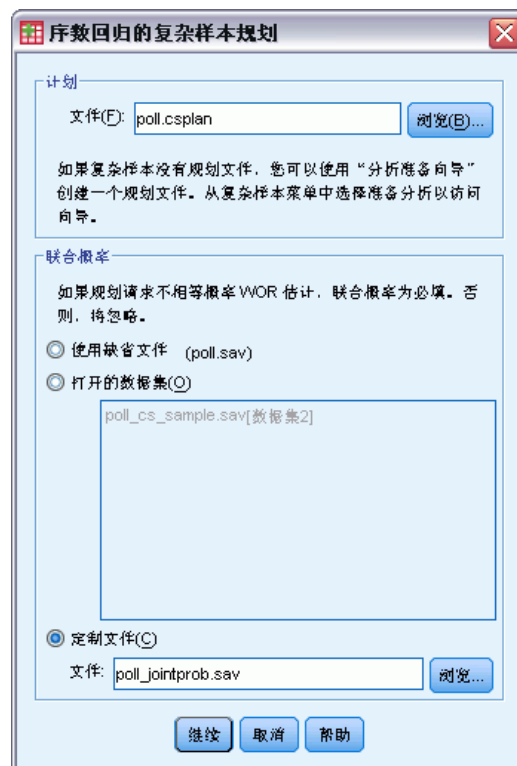 序数回归的复杂样本规划
计划
文件(F): poll.csplan 浏览(B)...
如果复杂样本没有规划文件，您可以使用“分析准备向导”
创建一个规划文件。从复杂样本菜单中选择准备分析以访问
向导。
联合概率
如果规划请求不相等概率 WOR 估计，联合概率为必填。否
则，将忽略。
使用缺省文件 (poll.sav)
打开的数据集(O)
poll_cs_sample.sav[数据集2]
定制文件(C)
文件: poll_jointprob.sav 浏览...
继续 取消 帮助